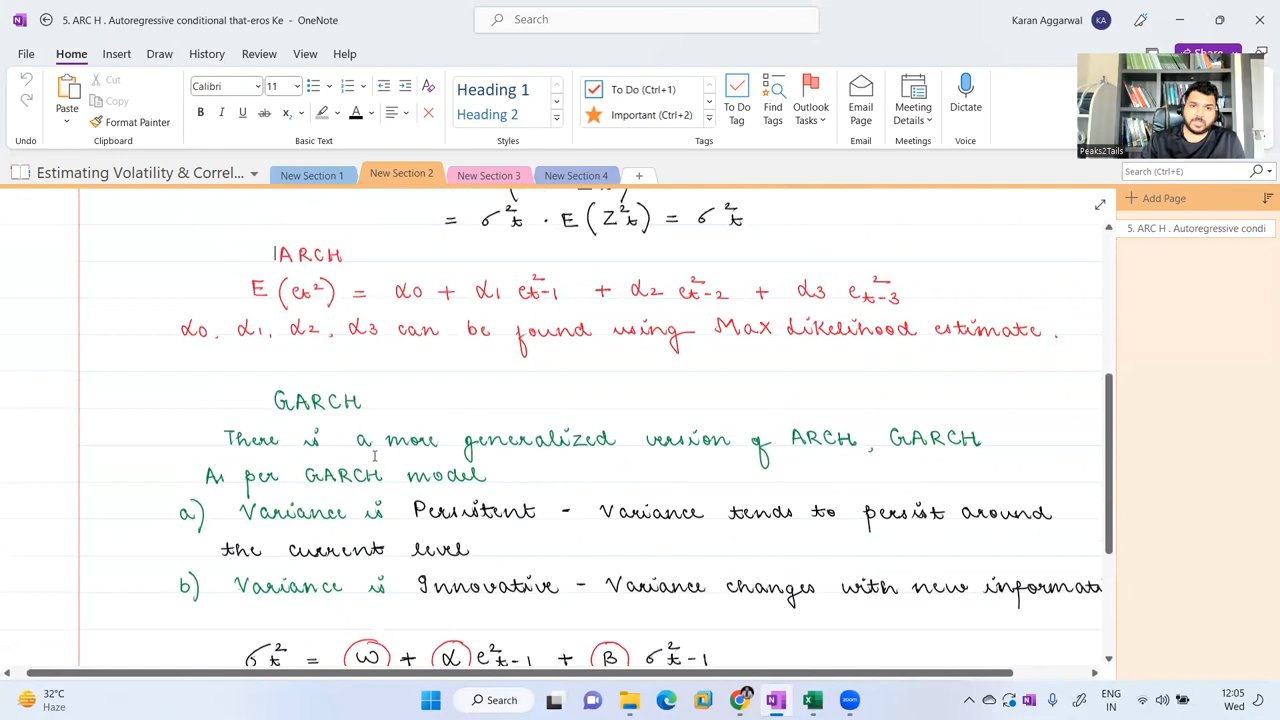 5. ARC H . Autoregressive conditional that-eros Ke - OneNote
Search
Karan Aggarwal KA
File Home Insert Draw History Review View Help
Share
Undo
Paste
Cut
Copy
Format Painter
Clipboard
Calibri 11
B I U ab x₂ A
Basic Text
Heading 1
Heading 2
Styles
To Do (Ctrl+1)
Important (Ctrl+2)
To Do Tag
Find Tags
Outlook Tasks
Tags
Email Page
Email
Meeting Details
Meetings
Dictate
Peaks2Tails
Estimating Volatility & Correl...
New Section 1 New Section 2 New Section 3 New Section 4 +
Search (Ctrl+E)
Add Page
5. ARC H . Autoregressive condi
= σ²t · E (Z²t) = σ²t
ARCH
E (et²) = α0 + α1 e²t-1 + α2 e²t-2 + α3 e²t-3
α0, α1, α2, α3 can be found using Max likelihood estimate.
GARCH
There is a more generalized version of ARCH, GARCH
As per GARCH model
a) Variance is Persistent - Variance tends to persist around
the current level
b) Variance is Innovative - Variance changes with new informati
σ²t = ω + α e²t-1 + β σ²t-1
32°C
Haze
Search
ENG
IN
12:05
Wed